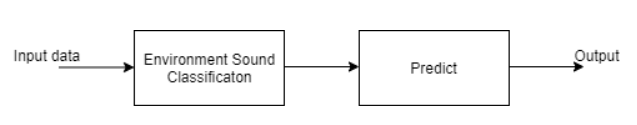 Input data
Environment Sound
Classificaton
Predict
Output